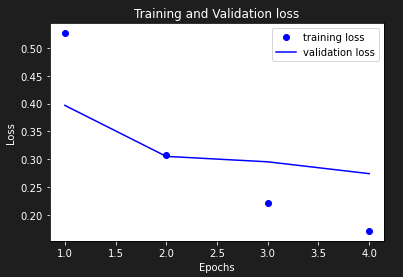 Training and Validation loss
training loss
validation loss
0.50
0.45
0.40
0.35
0.30
0.25
0.20
Loss
1.0 1.5 2.0 2.5 3.0 3.5 4.0
Epochs